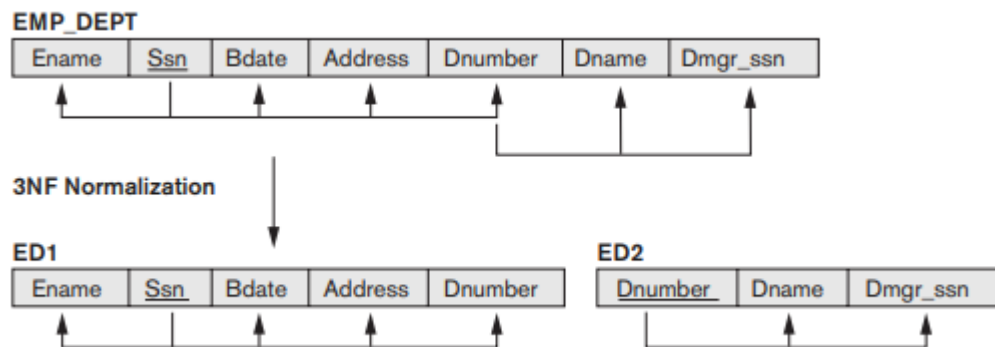 EMP_DEPT
Ename Ssn Bdate Address Dnumber Dname Dmgr_ssn
3NF Normalization
ED1 ED2
Ename Ssn Bdate Address Dnumber Dnumber Dname Dmgr_ssn